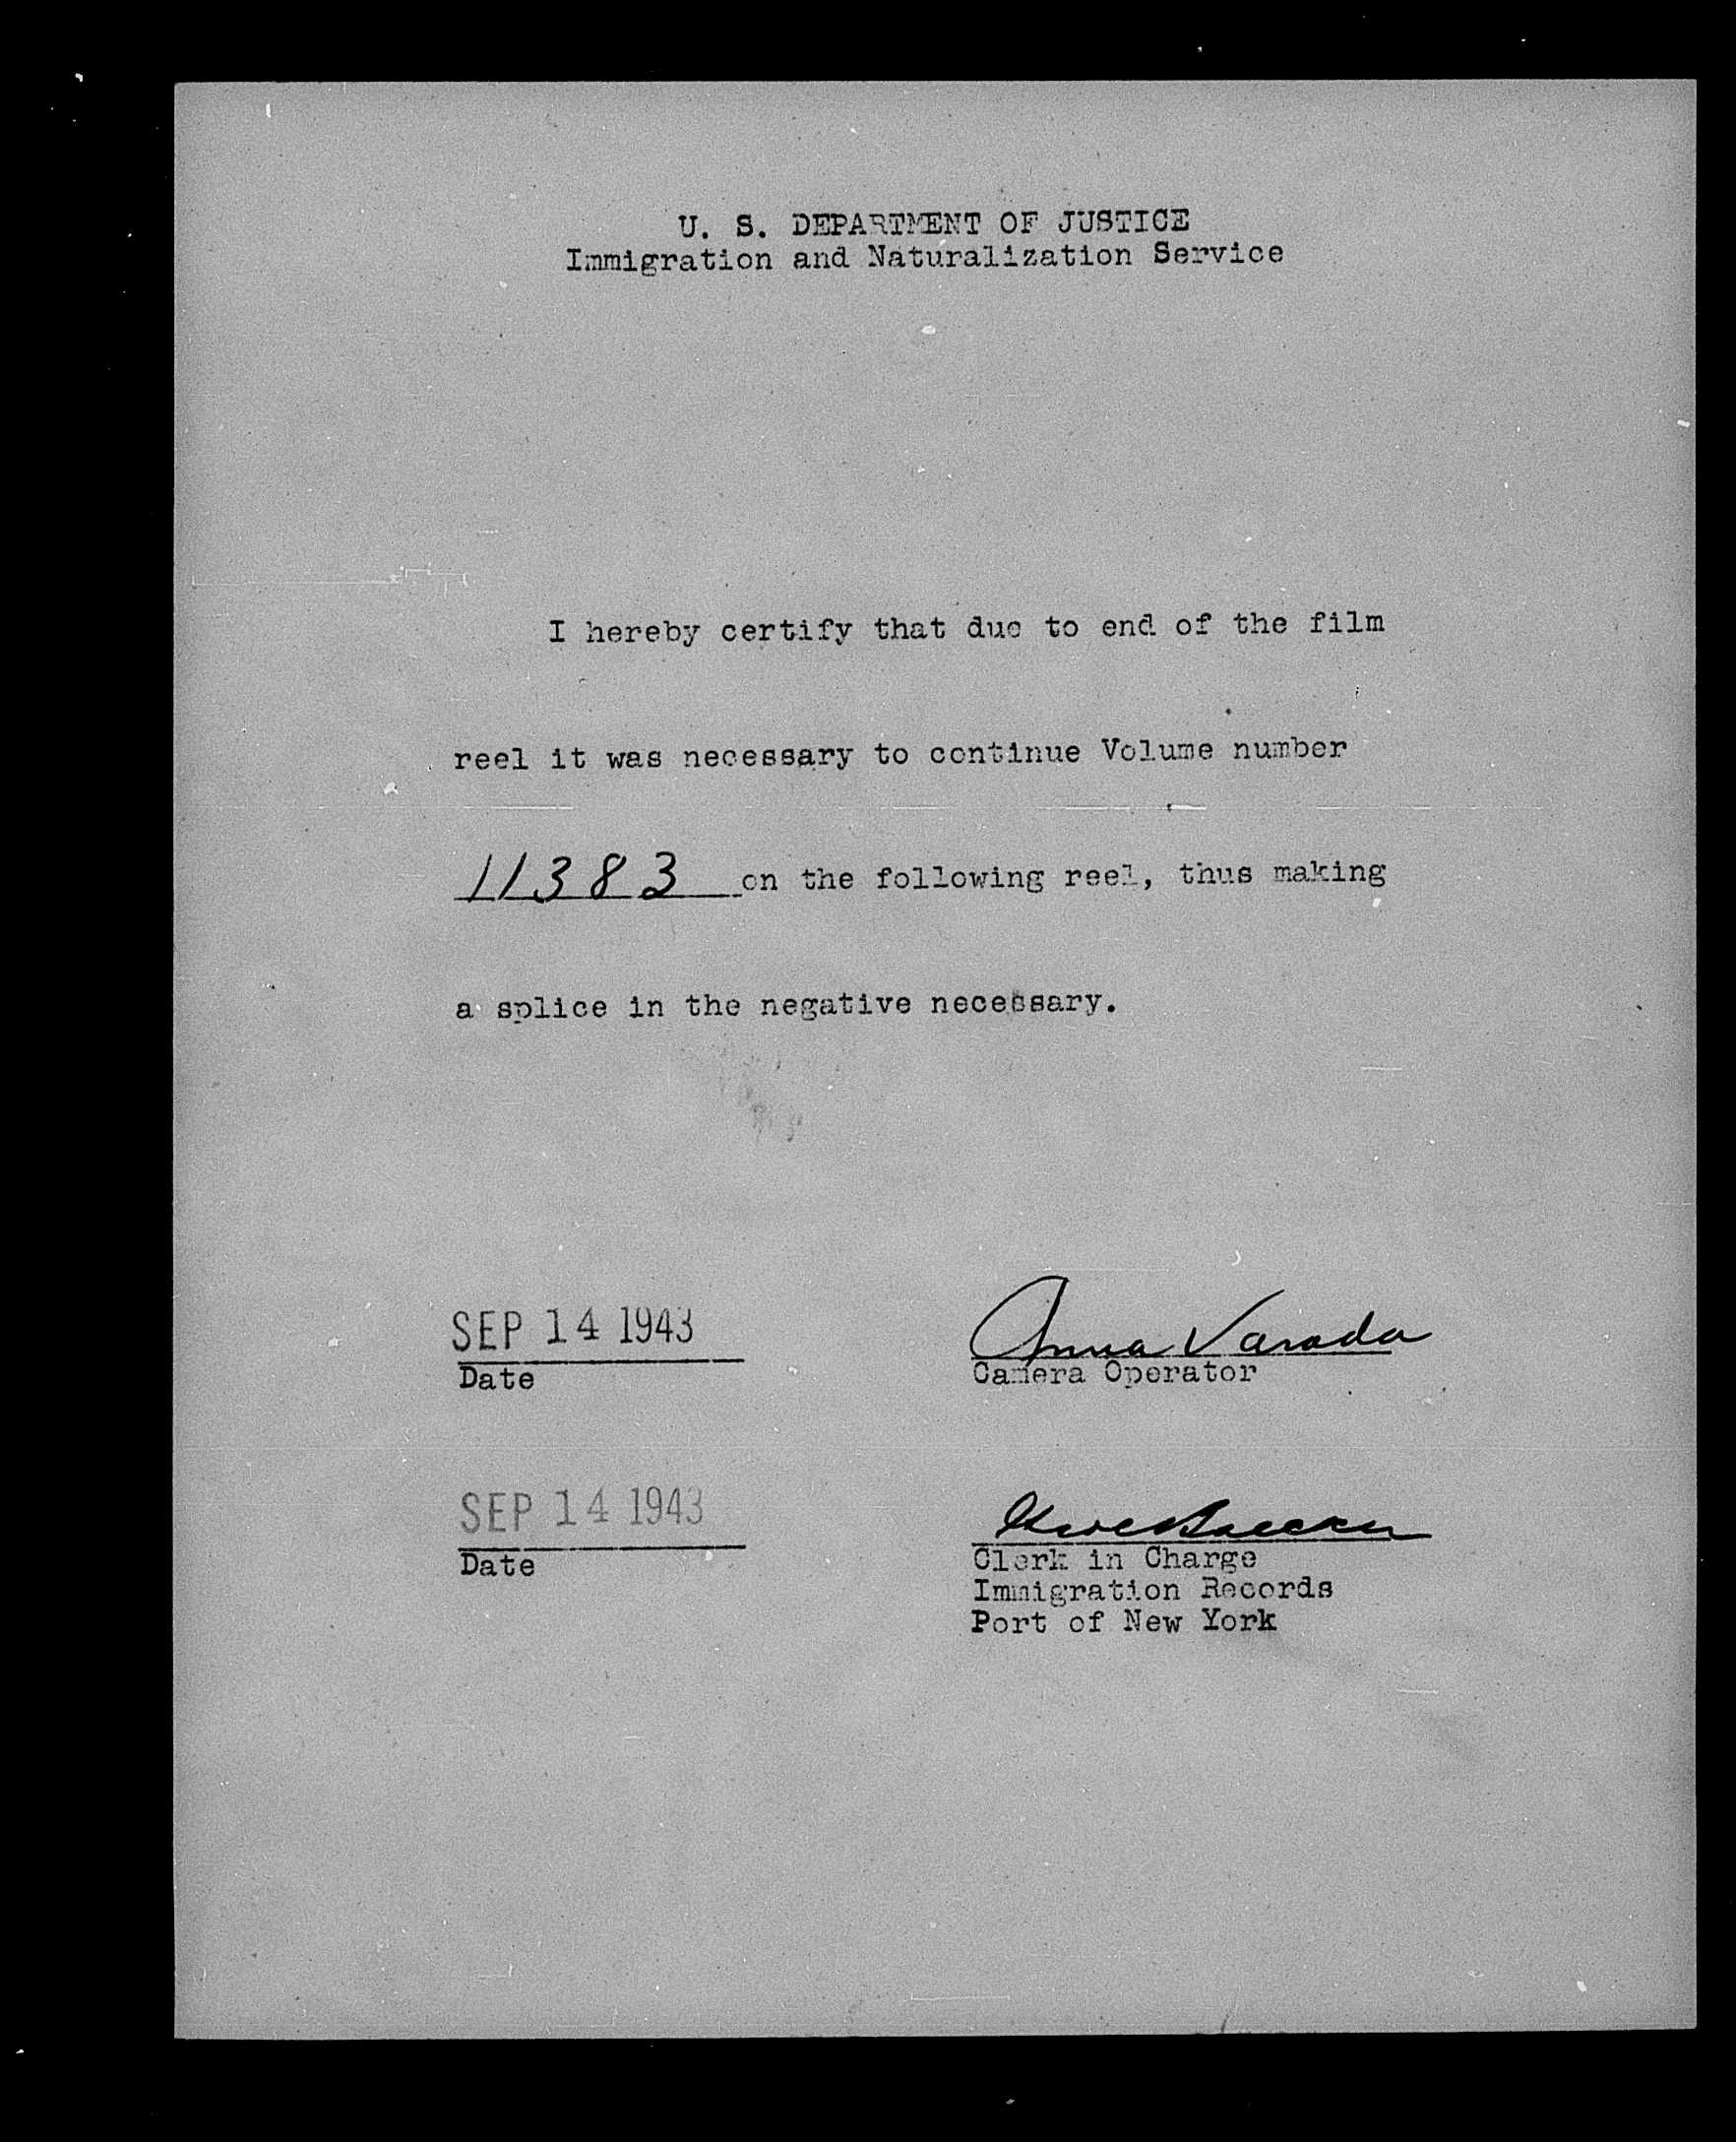 U. S. DEPARTMENT OF JUSTICE
Immigration and Naturalization Service
I hereby certify that due to end of the film
reel it was necessary to continue Volume number
11383 on the following reel, thus making
a splice in the negative necessary.
SEP 14 1943
Date
Anna Varada
Camera Operator
SEP 14 1943
Date
Clerk in Charge
Immigration Records
Port of New York